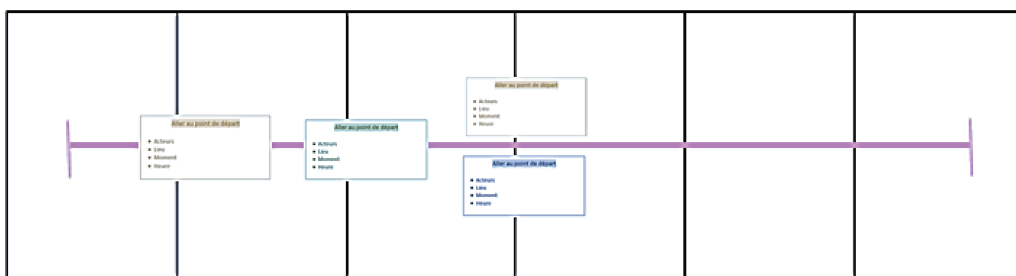 Aller au point de départ
Acteurs
Lieu
Moment
Heure
Aller au point de départ
Acteurs
Lieu
Moment
Heure
Aller au point de départ
Acteurs
Lieu
Moment
Heure
Aller au point de départ
Acteurs
Lieu
Moment
Heure